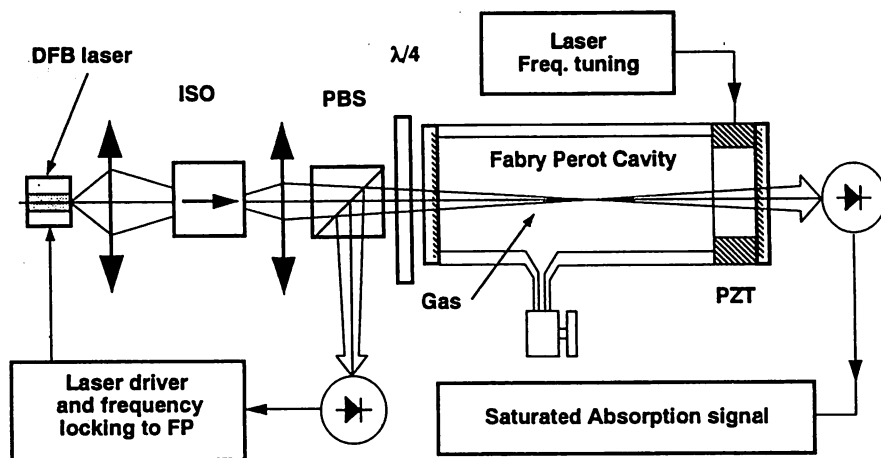 DFB laser
ISO
PBS
λ/4
Laser
Freq. tuning
Fabry Perot Cavity
Gas
PZT
Laser driver
and frequency
locking to FP
Saturated Absorption signal